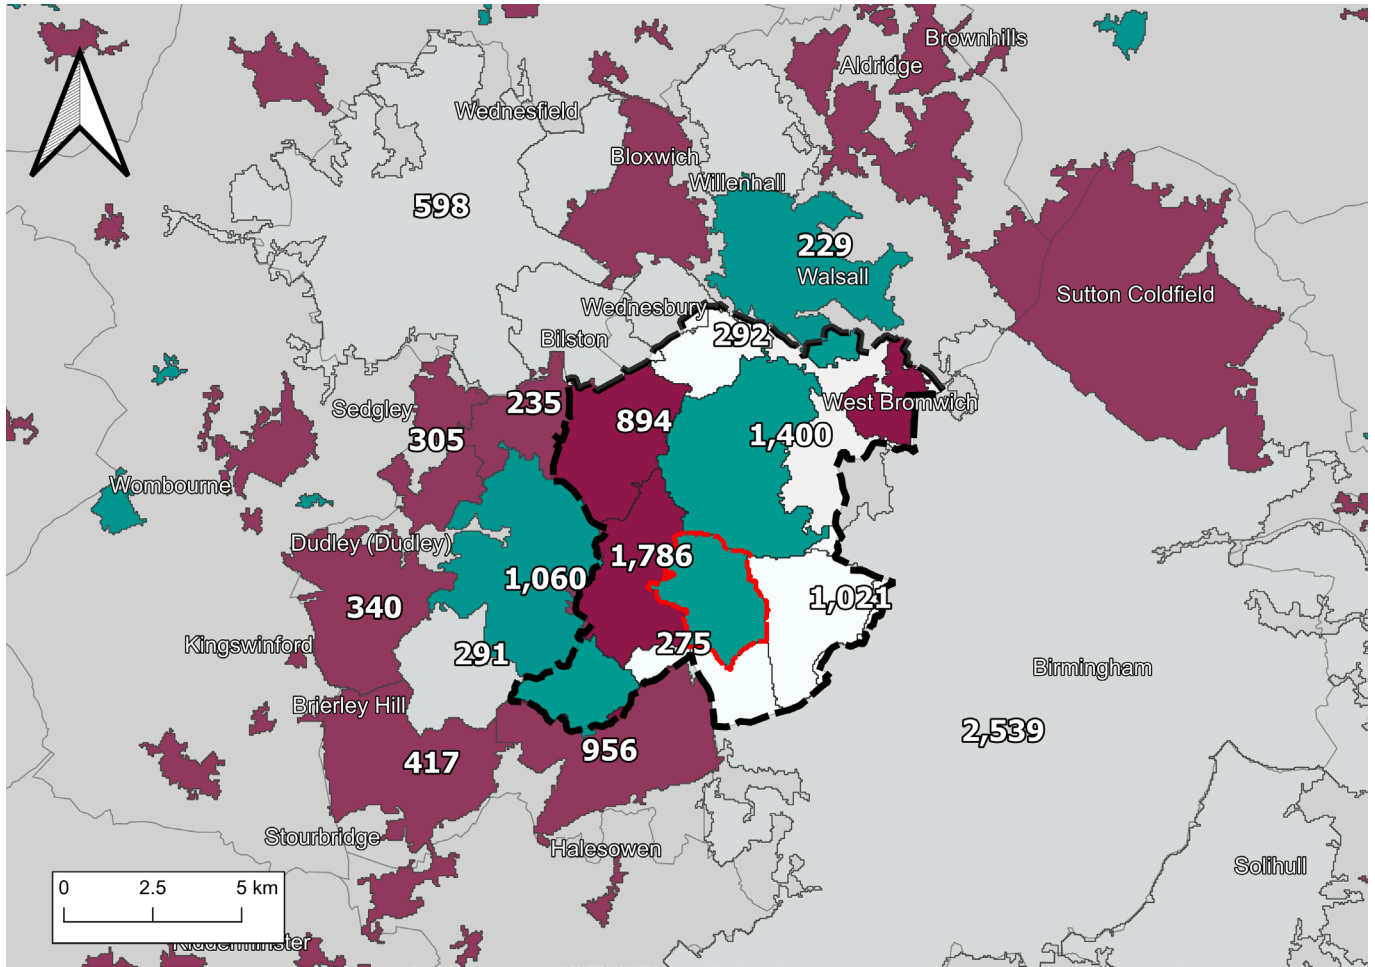 Brownhills
Aldridge
Wednesfield
Bloxwich
Willenhall
598
229
Walsall
Sutton Coldfield
Wednesbury
292
Bilston
235
West Bromwich
Sedgley
894
305
1,400
Wombourne
Dudley (Dudley)
1,786
1,060
1,021
340
Kingswinford
275
291
Birmingham
Brierley Hill
2,539
956
417
Stourbridge
Halesowen
Solihull
0 2.5 5 km
Kidderminster